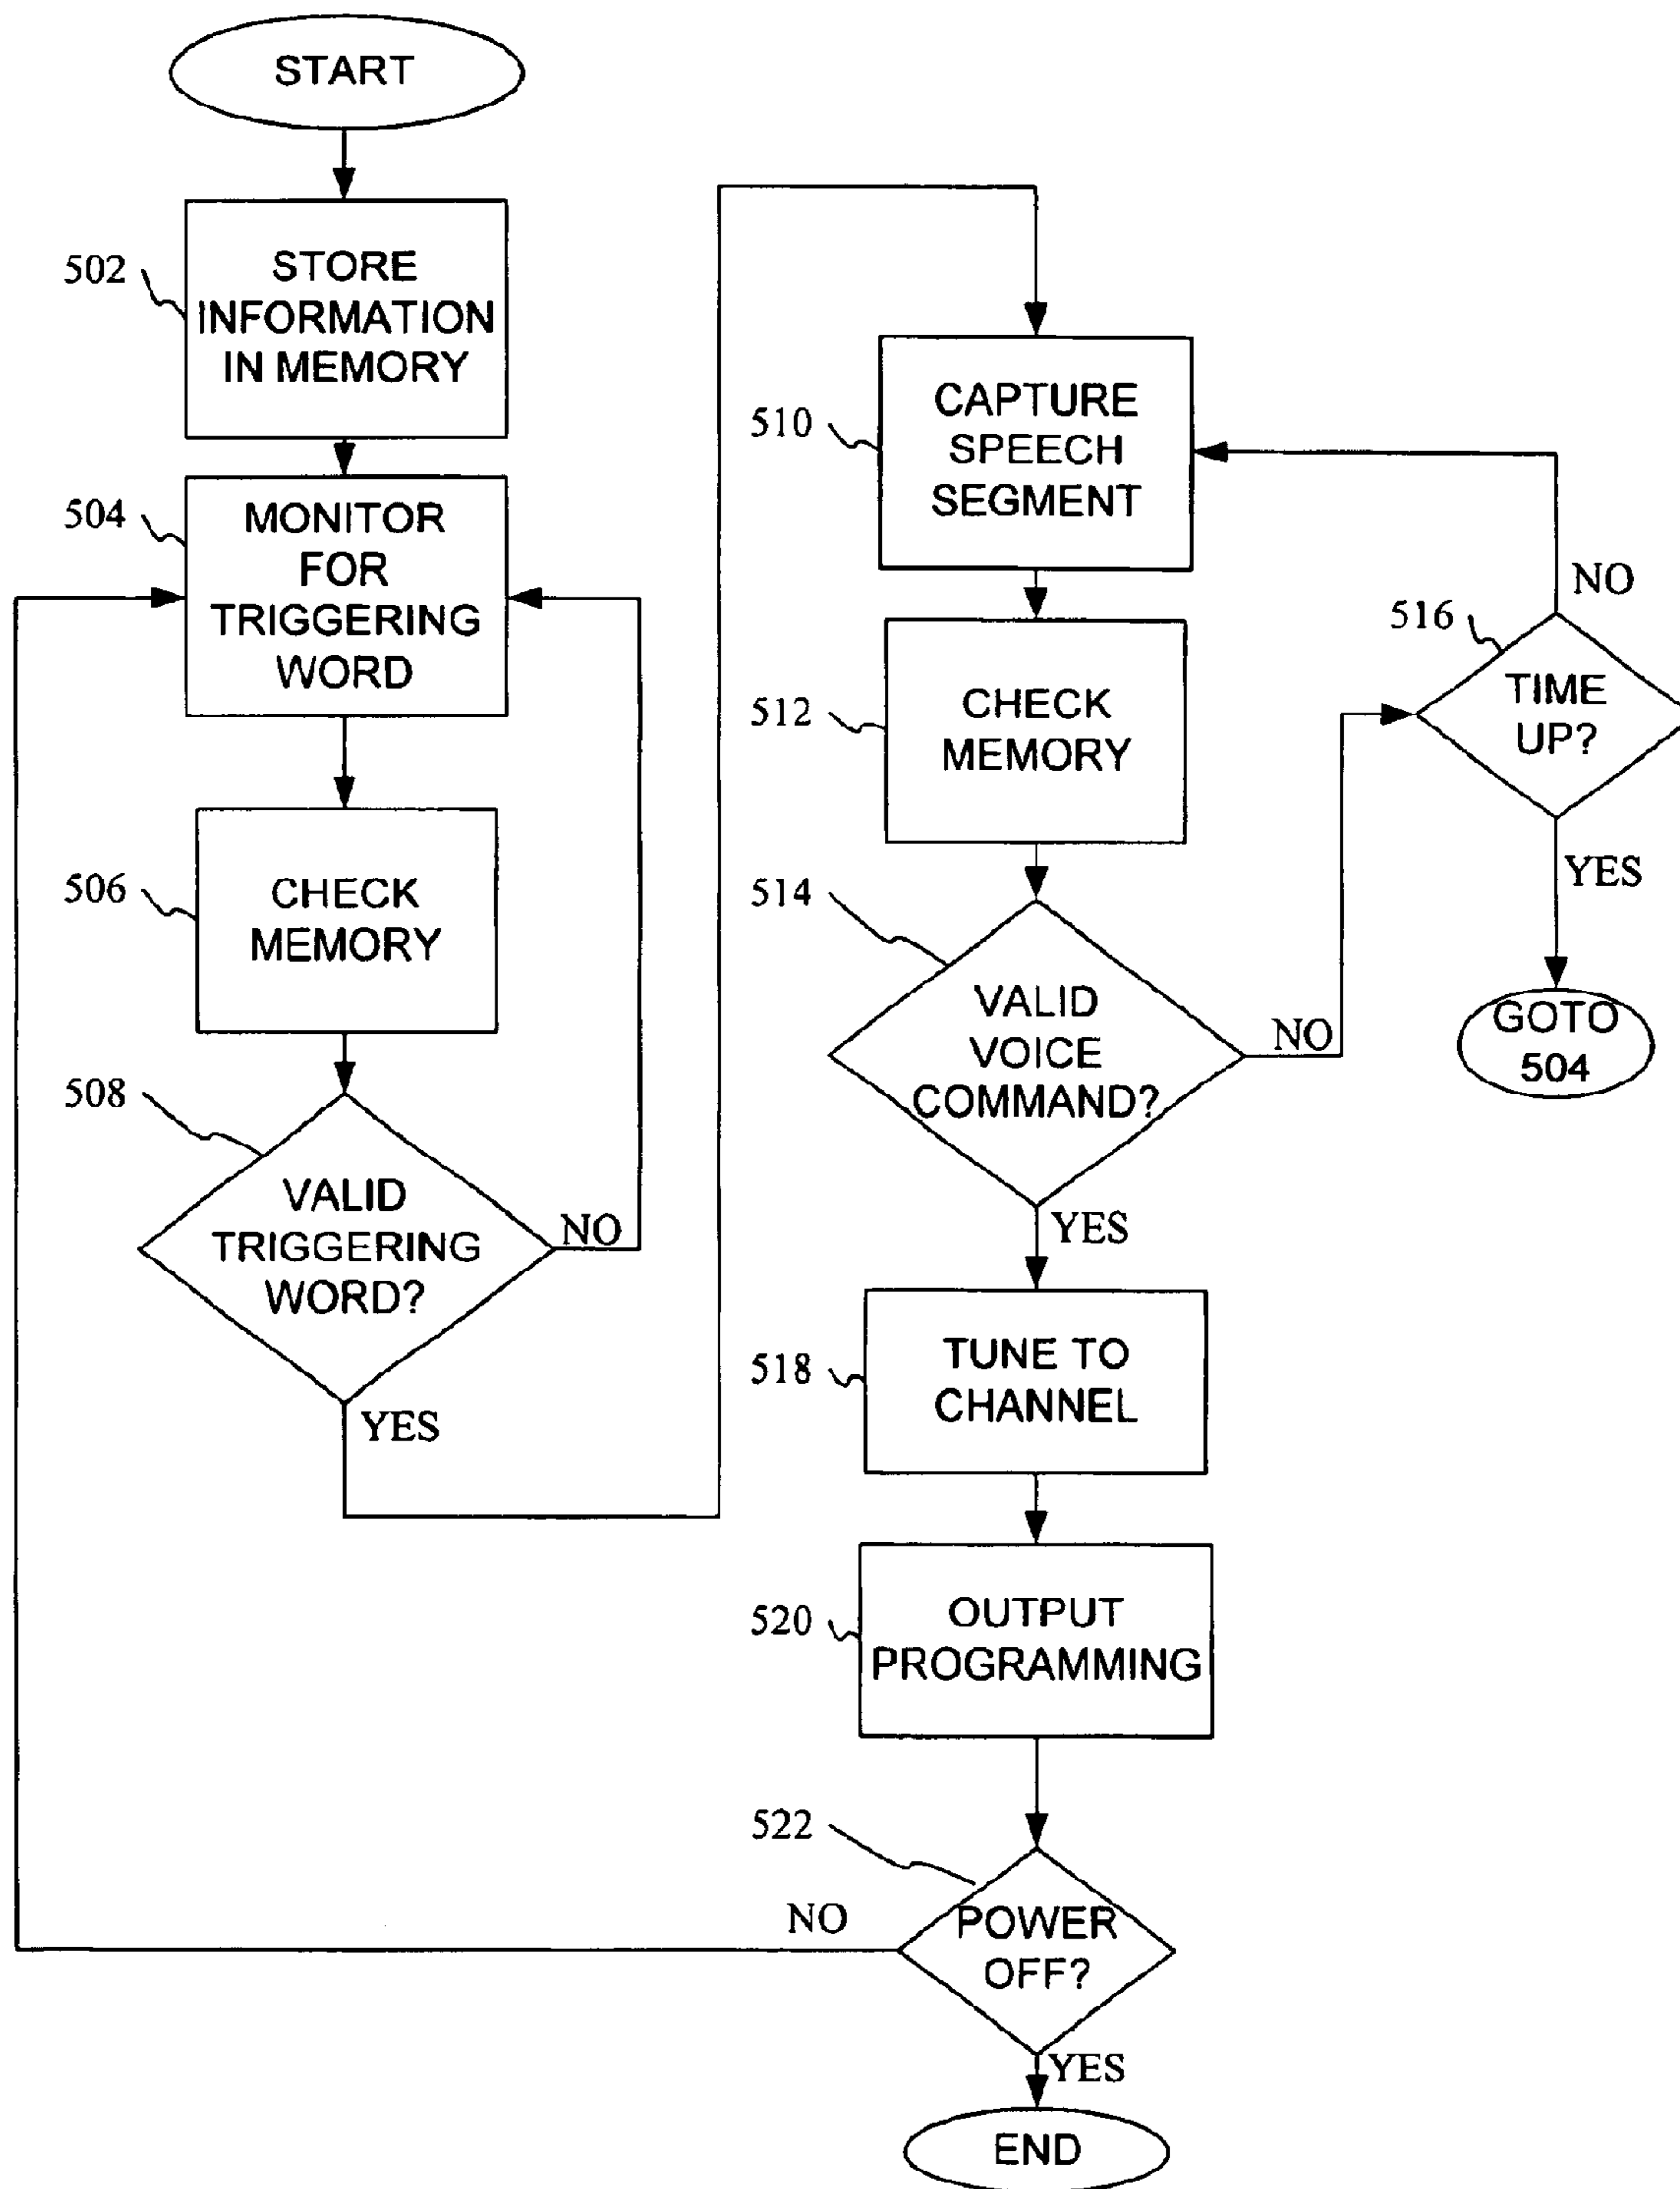 START
502
STORE
INFORMATION
IN MEMORY
504
MONITOR
FOR
TRIGGERING
WORD
506
CHECK
MEMORY
508
VALID
TRIGGERING
WORD?
NO
YES
510
CAPTURE
SPEECH
SEGMENT
512
CHECK
MEMORY
514
VALID
VOICE
COMMAND?
NO
YES
516
TIME
UP?
NO
YES
GOTO
504
518
TUNE TO
CHANNEL
520
OUTPUT
PROGRAMMING
522
POWER
OFF?
NO
YES
END